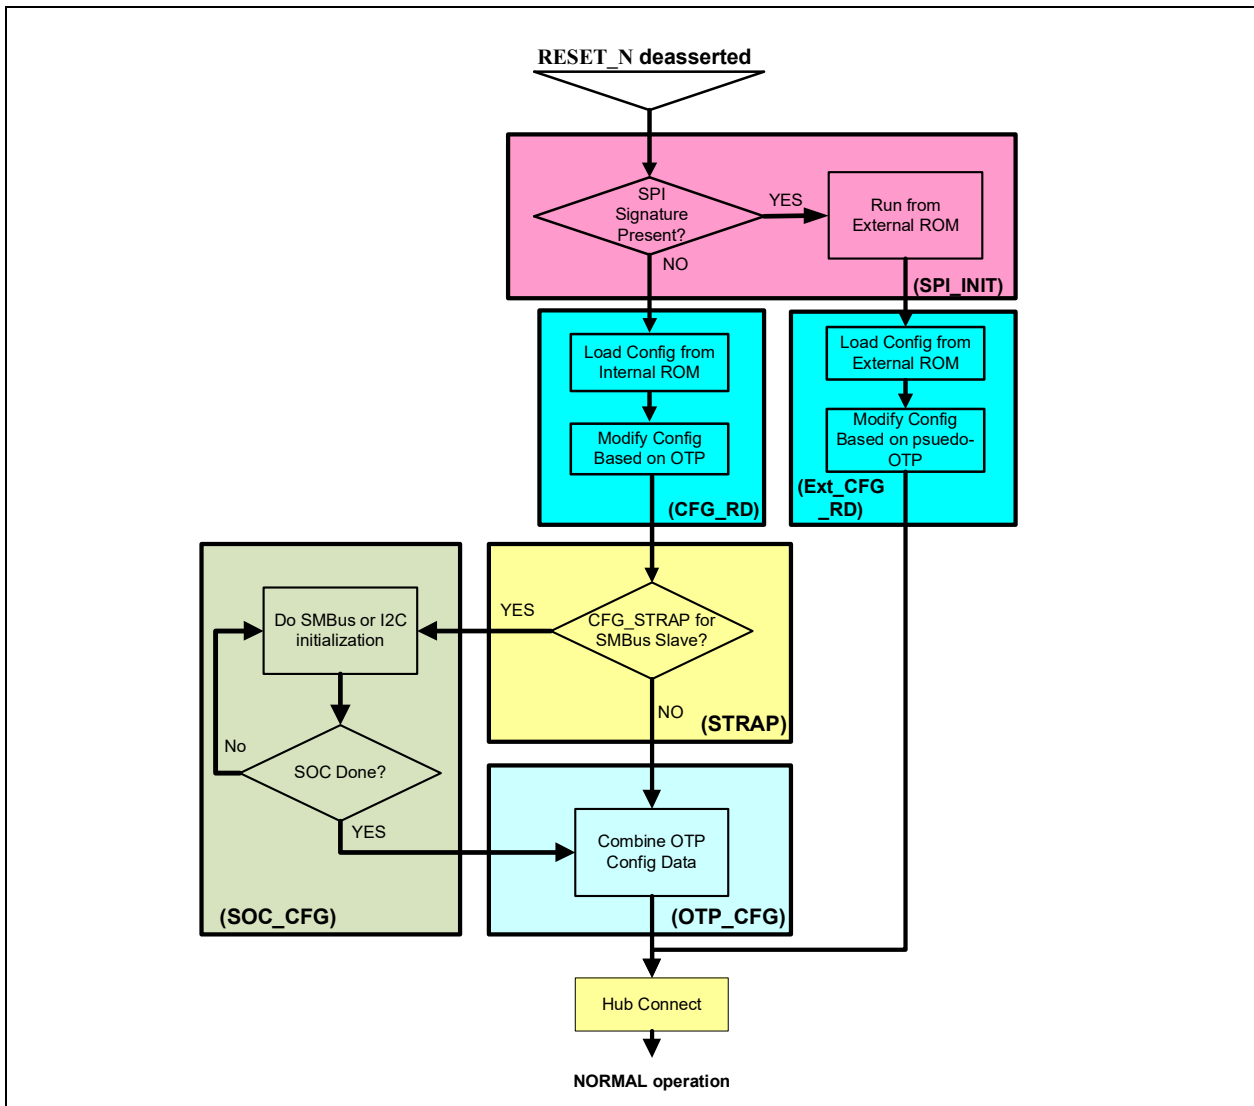 RESET_N deasserted
SPI
Signature
Present?
YES
Run from
External ROM
NO
(SPI_INIT)
Load Config from
Internal ROM
Load Config from
External ROM
Modify Config
Based on OTP
Modify Config
Based on psuedo-
OTP
(CFG_RD)
(Ext_CFG
_RD)
Do SMBus or I2C
initialization
YES
CFG_STRAP for
SMBus Slave?
NO
(STRAP)
No
SOC Done?
YES
Combine OTP
Config Data
(SOC_CFG)
(OTP_CFG)
Hub Connect
NORMAL operation